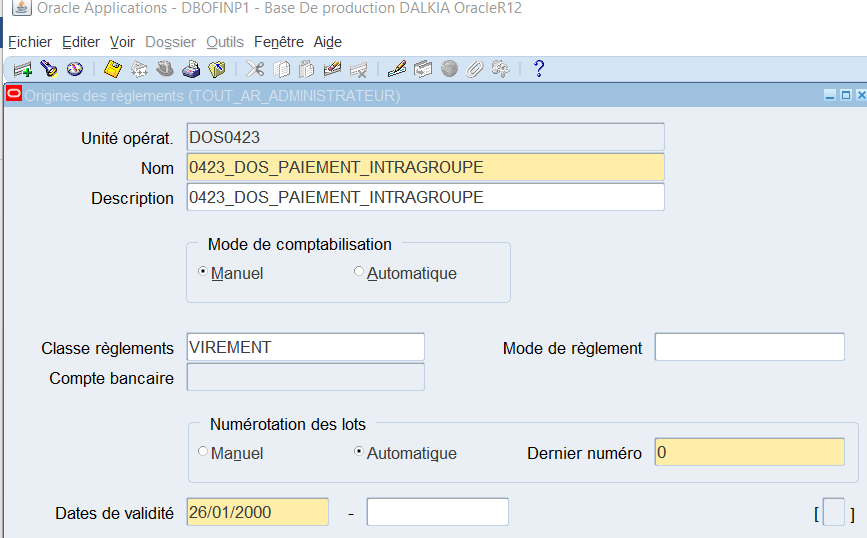 Oracle Applications - DBOFINP1 - Base De production DALKIA OracleR12
Fichier Editer Voir Dossier Outils Fenêtre Aide
?
Origines des règlements (TOUT_AR_ADMINISTRATEUR)
Unité opérat. DOS0423
Nom 0423_DOS_PAIEMENT_INTRAGROUPE
Description 0423_DOS_PAIEMENT_INTRAGROUPE
Mode de comptabilisation
Manuel Automatique
Classe règlements VIREMENT Mode de règlement
Compte bancaire
Numérotation des lots
Manuel Automatique Dernier numéro 0
Dates de validité 26/01/2000 - [ ]